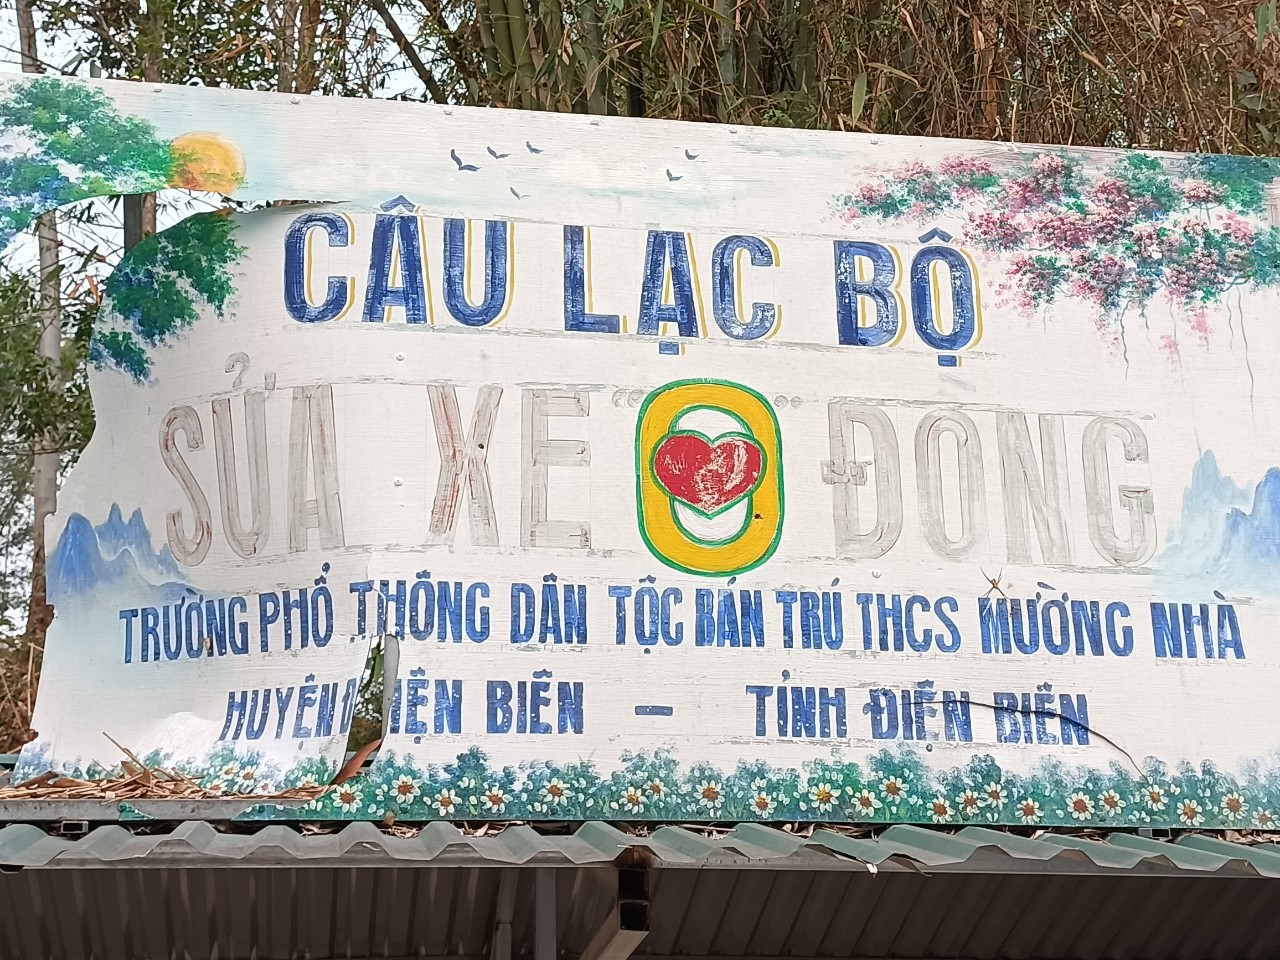 CÂU LẠC BỘ
SỬA XE "0" ĐỒNG
TRƯỜNG PHỔ THÔNG DÂN TỘC BÁN TRÚ THCS MƯỜNG NHÀ
HUYỆN ĐIỆN BIÊN - TỈNH ĐIỆN BIÊN